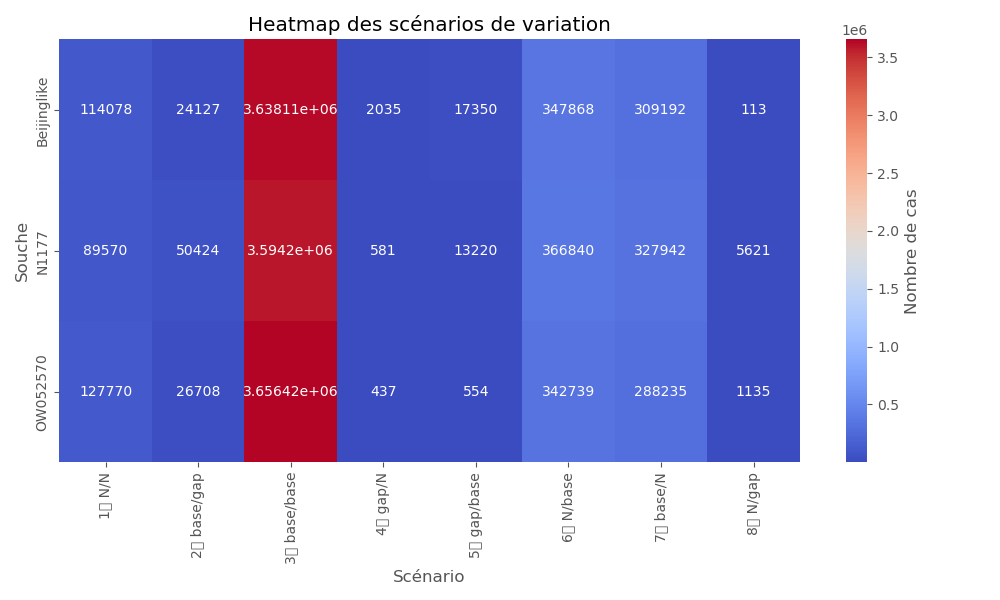 Heatmap des scénarios de variation
1e6
Beijinglike 114078 24127 3.63811e+06 2035 17350 347868 309192 113
N1177 89570 50424 3.5942e+06 581 13220 366840 327942 5621
OW052570 127770 26708 3.65642e+06 437 554 342739 288235 1135
Souche
1▯ N/N
2▯ base/gap
3▯ base/base
4▯ gap/N
5▯ gap/base
6▯ N/base
7▯ base/N
8▯ N/gap
Scénario
3.5
3.0
2.5
2.0
1.5
1.0
0.5
Nombre de cas